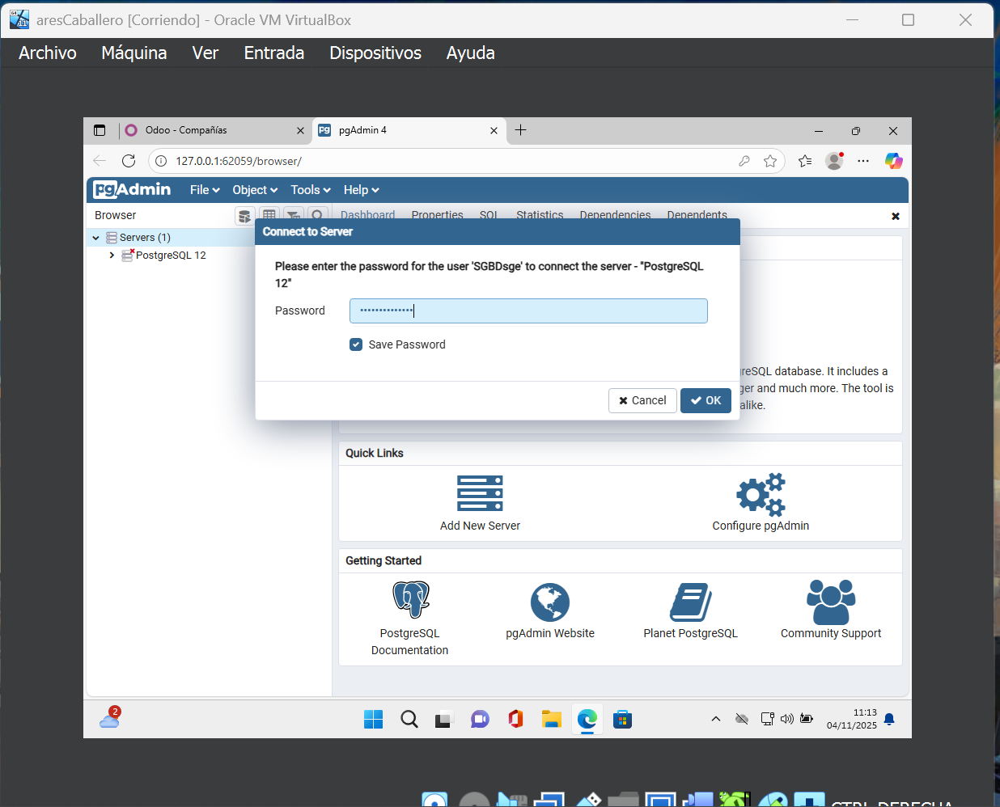 aresCaballero [Corriendo] - Oracle VM VirtualBox
Archivo Máquina Ver Entrada Dispositivos Ayuda
Odoo - Compañías
pgAdmin 4
127.0.0.1:62059/browser/
pgAdmin File Object Tools Help
Browser
Dashboard Properties SQL Statistics Dependencies Dependents
Servers (1)
PostgreSQL 12
Connect to Server
Please enter the password for the user 'SGBDsge' to connect the server - "PostgreSQL
12"
Password ••••••••••••••
Save Password
Cancel OK
reSQL database. It includes a
ger and much more. The tool is
alike.
Quick Links
Add New Server
Configure pgAdmin
Getting Started
PostgreSQL
Documentation
pgAdmin Website
Planet PostgreSQL
Community Support
2
11:13
04/11/2025
CTRL DERECHA